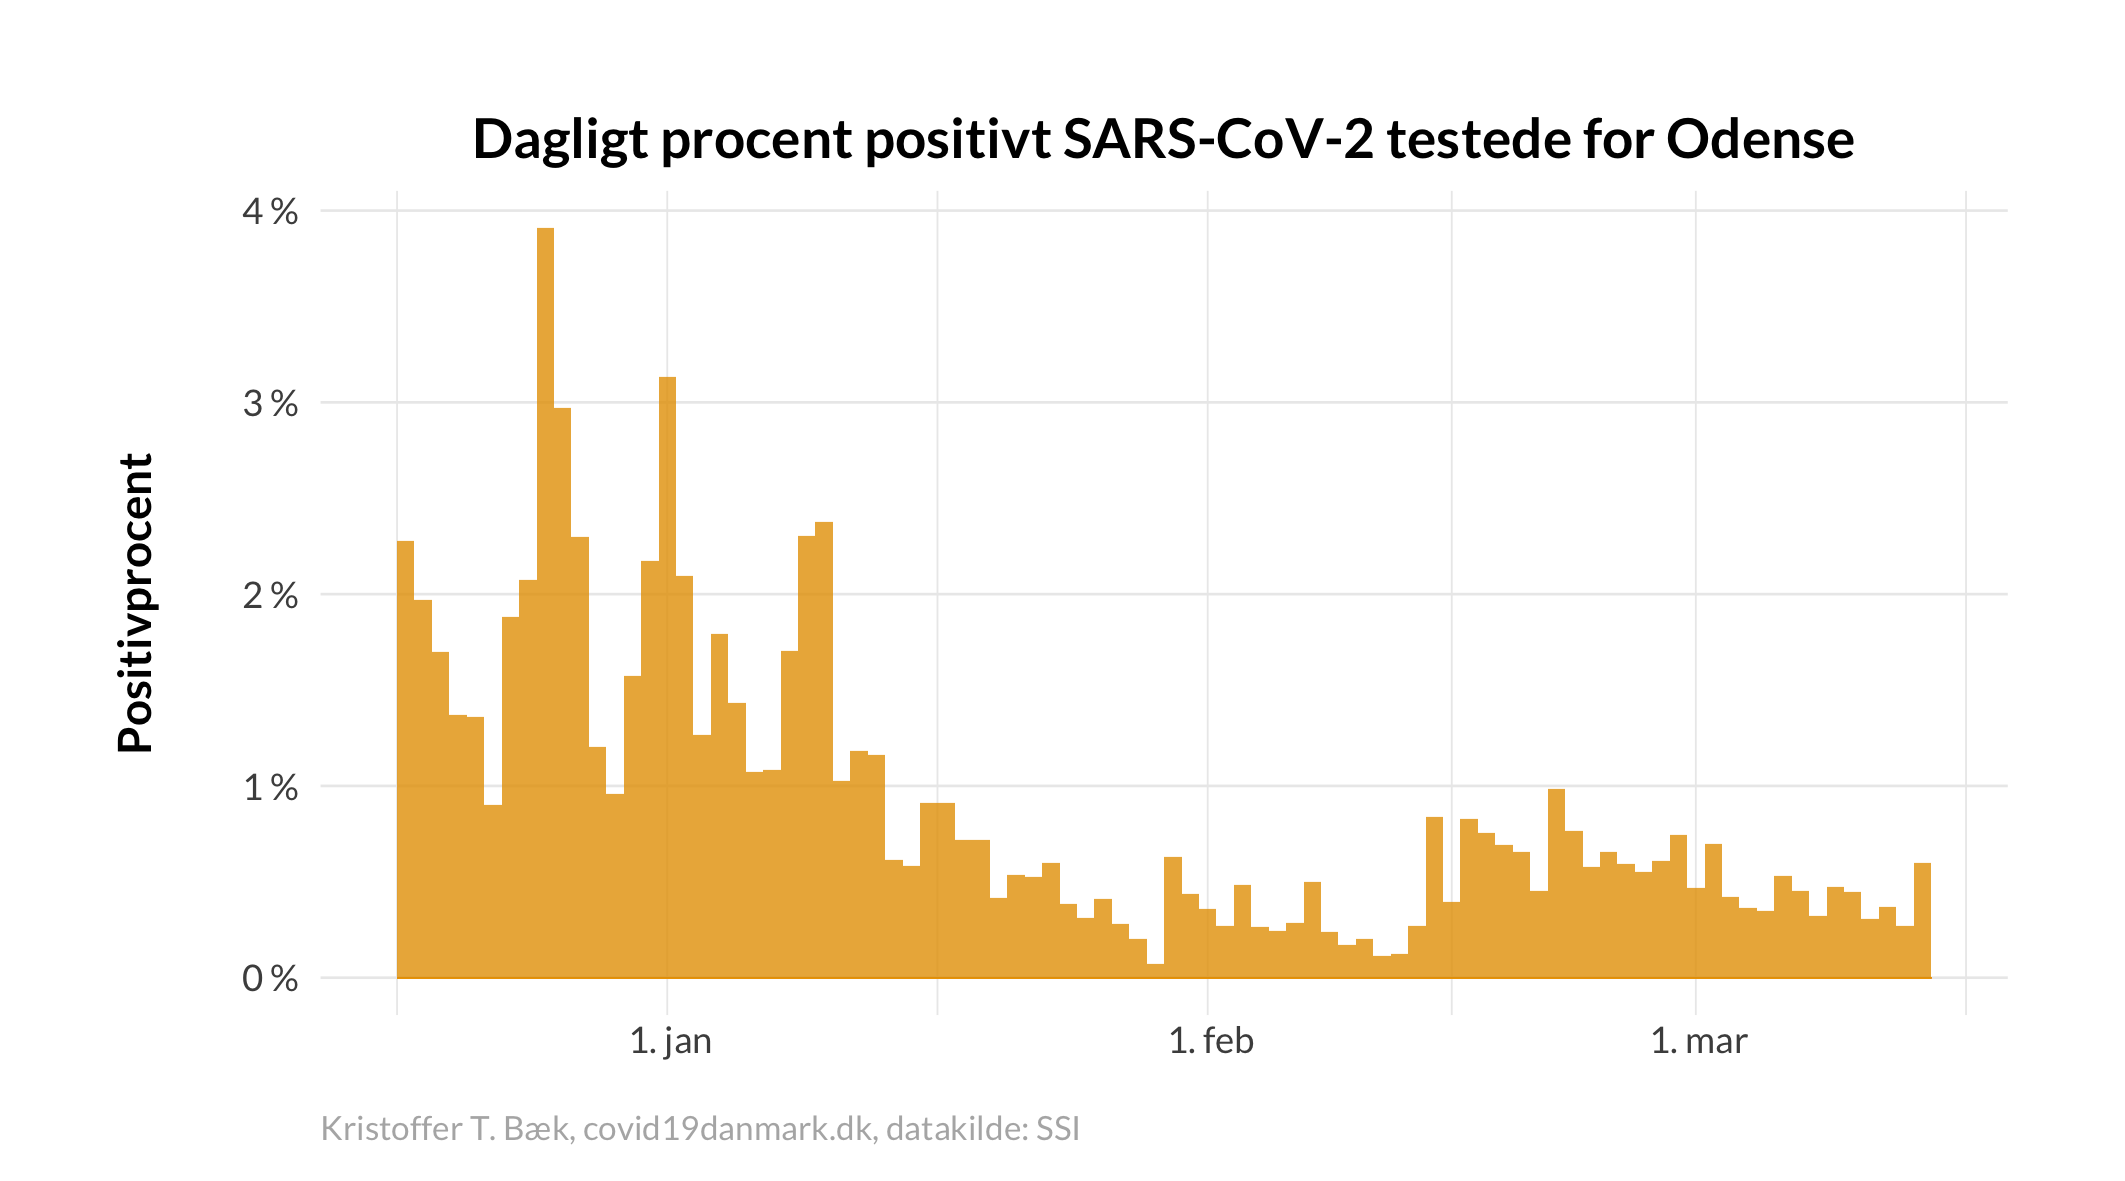 Dagligt procent positivt SARS-CoV-2 testede for Odense
Positivprocent
4 %
3 %
2 %
1 %
0 %
1. jan
1. feb
1. mar
Kristoffer T. Bæk, covid19danmark.dk, datakilde: SSI